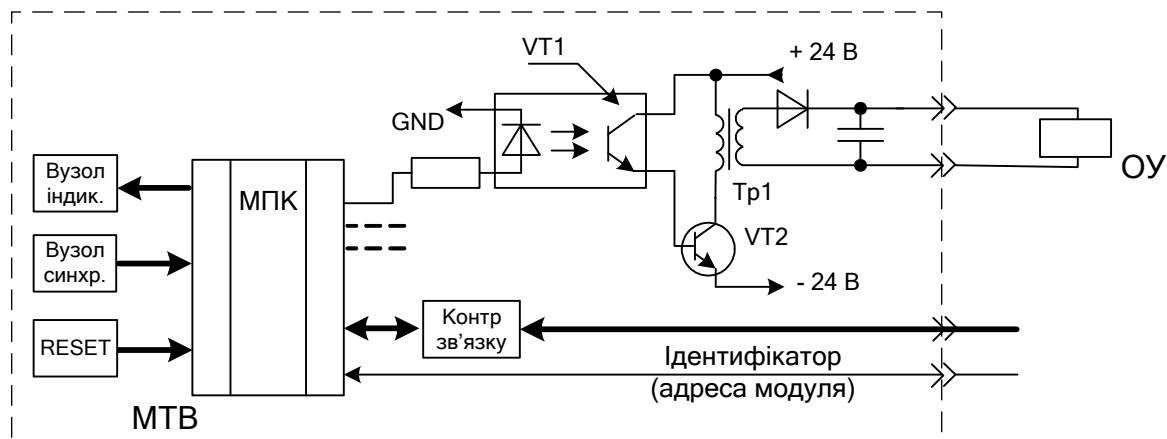 VT1
+ 24 В
GND
ОУ
Вузол
індик.
МПК
Тр1
VT2
Вузол
синхр.
- 24 В
Контр
зв'язку
RESET
Ідентифікатор
(адреса модуля)
МТВ